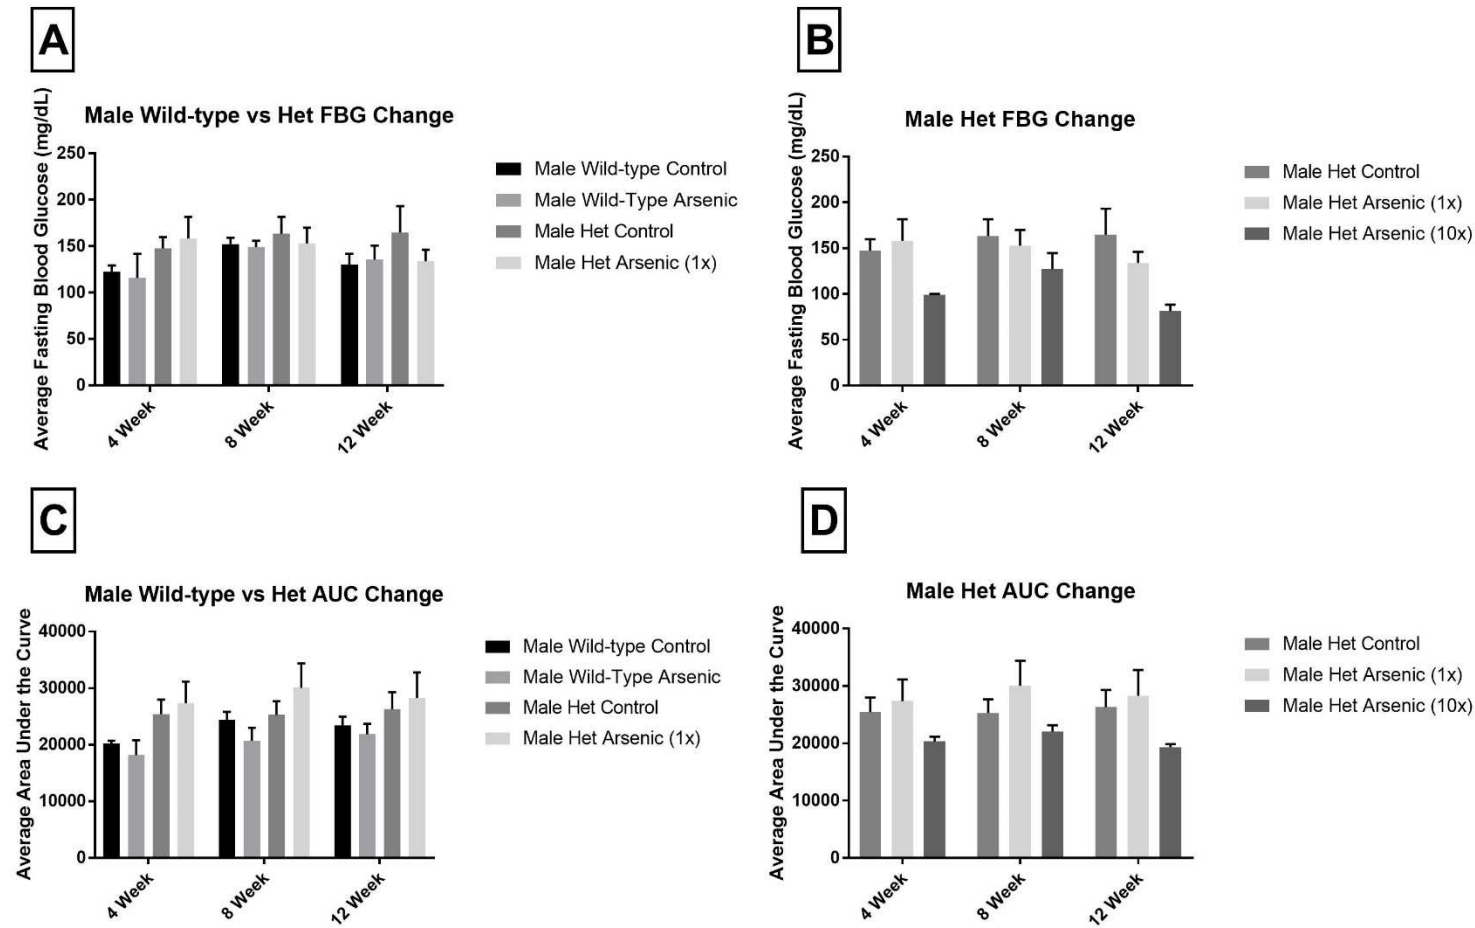 A
Male Wild-type vs Het FBG Change
Average Fasting Blood Glucose (mg/dL)
250
200
150
100
50
0
4 Week
8 Week
12 Week
Male Wild-type Control
Male Wild-Type Arsenic
Male Het Control
Male Het Arsenic (1x)
B
Male Het FBG Change
Average Fasting Blood Glucose (mg/dL)
250
200
150
100
50
0
4 Week
8 Week
12 Week
Male Het Control
Male Het Arsenic (1x)
Male Het Arsenic (10x)
C
Male Wild-type vs Het AUC Change
Average Area Under the Curve
40000
30000
20000
10000
0
4 Week
8 Week
12 Week
Male Wild-type Control
Male Wild-Type Arsenic
Male Het Control
Male Het Arsenic (1x)
D
Male Het AUC Change
Average Area Under the Curve
40000
30000
20000
10000
0
4 Week
8 Week
12 Week
Male Het Control
Male Het Arsenic (1x)
Male Het Arsenic (10x)